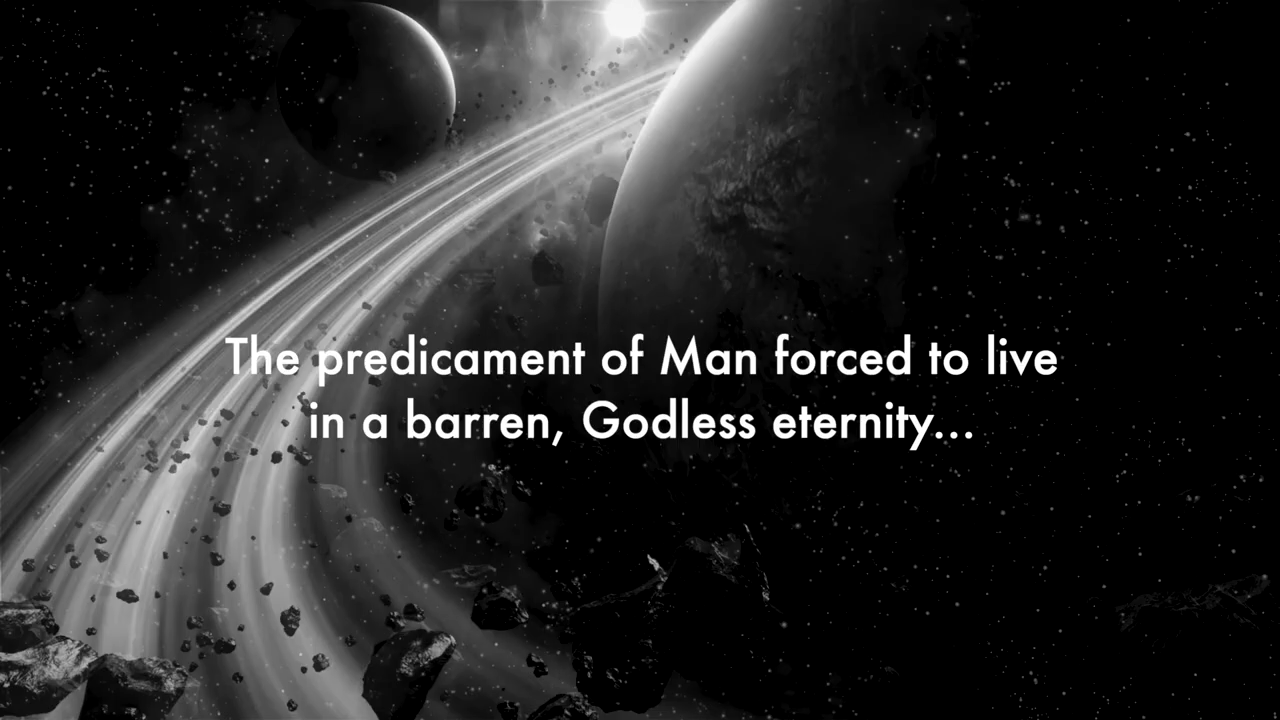 The predicament of Man forced to live
in a barren, Godless eternity...